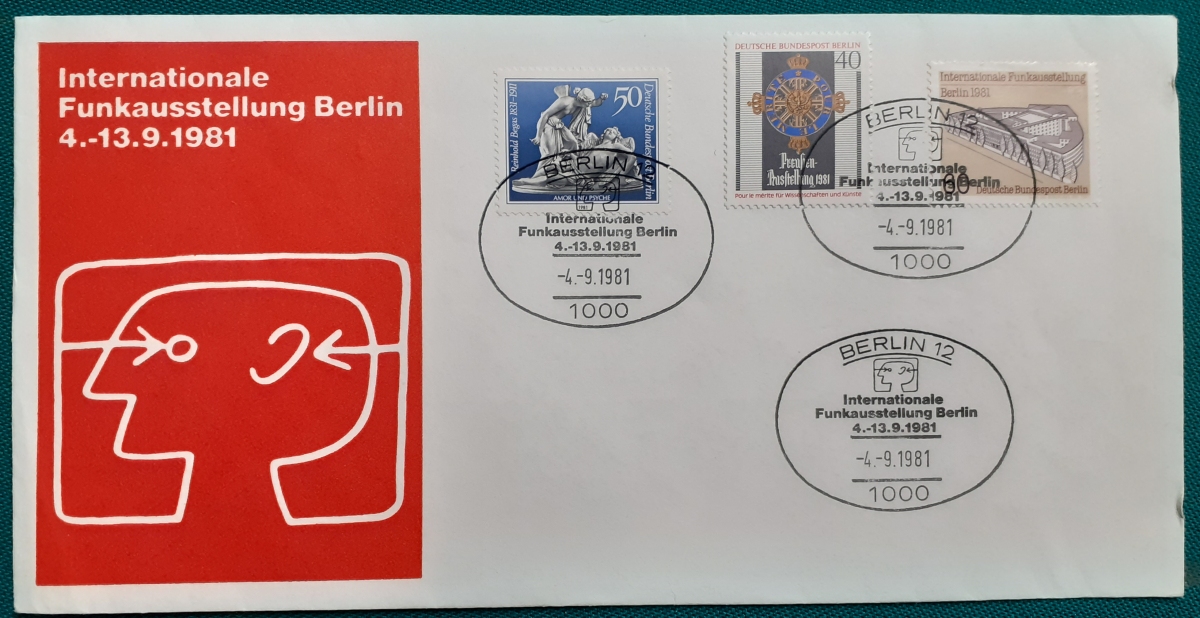 Internationale
Funkausstellung Berlin
4.-13.9.1981
50
Deutsche Bundespost Berlin
Reinhold Begas 1831-1911
AMOR UND PSYCHE
1981
BERLIN 12
Internationale
Funkausstellung Berlin
4.-13.9.1981
-4.-9.1981
1000
DEUTSCHE BUNDESPOST BERLIN
40
Preußen-
Ausstellung, 1981
Pour le mérite für Wissenschaften und Künste
Internationale Funkausstellung
Berlin 1981
60
Deutsche Bundespost Berlin
BERLIN 12
Internationale
Funkausstellung Berlin
4.-13.9.1981
-4.-9.1981
1000
BERLIN 12
Internationale
Funkausstellung Berlin
4.-13.9.1981
-4.-9.1981
1000